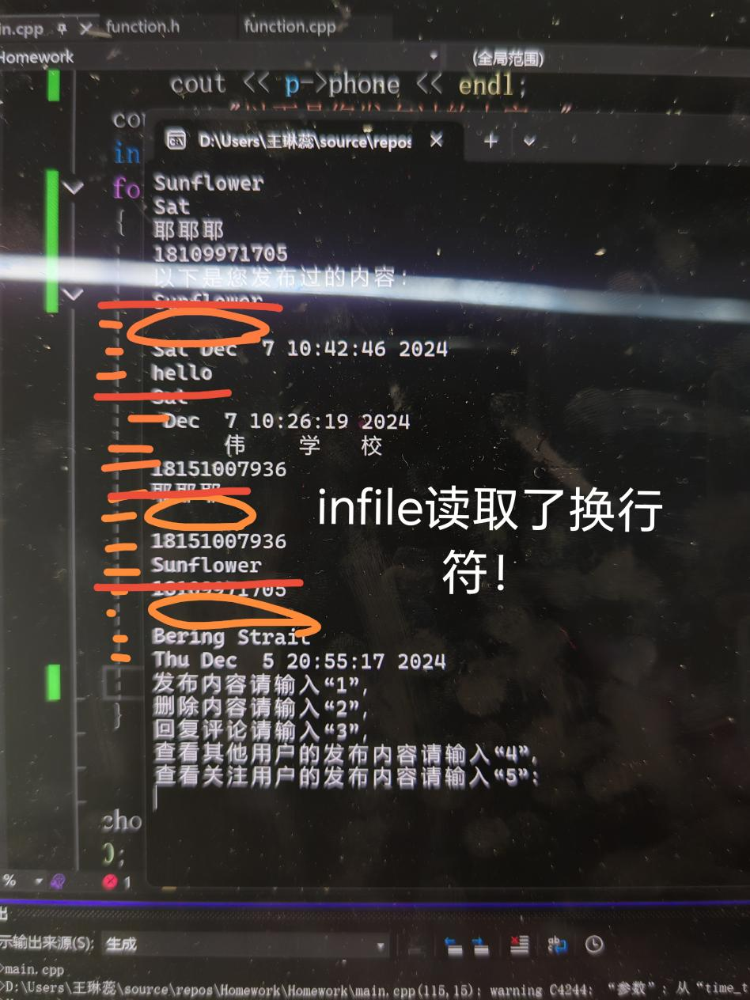 in.cpp
function.h
function.cpp
Homework
(全局范围)
cout << p->phone << endl;
cou
D:\Users\王琳蕊\source\repos
in
fo
{
Sunflower
Sat
耶耶耶
18109971705
以下是您发布过的内容：
Sunflower
Sat Dec  7 10:42:46 2024
hello
Sat
Dec  7 10:26:19 2024
伟 学 校
18151007936
耶耶耶
infile读取了换行
符！
18151007936
Sunflower
18109971705
Bering Strait
Thu Dec  5 20:55:17 2024
发布内容请输入“1”,
删除内容请输入“2”,
回复评论请输入“3”,
查看其他用户的发布内容请输入“4”,
查看关注用户的发布内容请输入“5”:
}
cho
0;
%
1
出
示输出来源(S):
生成
>main.cpp
>D:\Users\王琳蕊\source\repos\Homework\Homework\main.cpp(115,15): warning C4244: “参数”: 从 “time_t